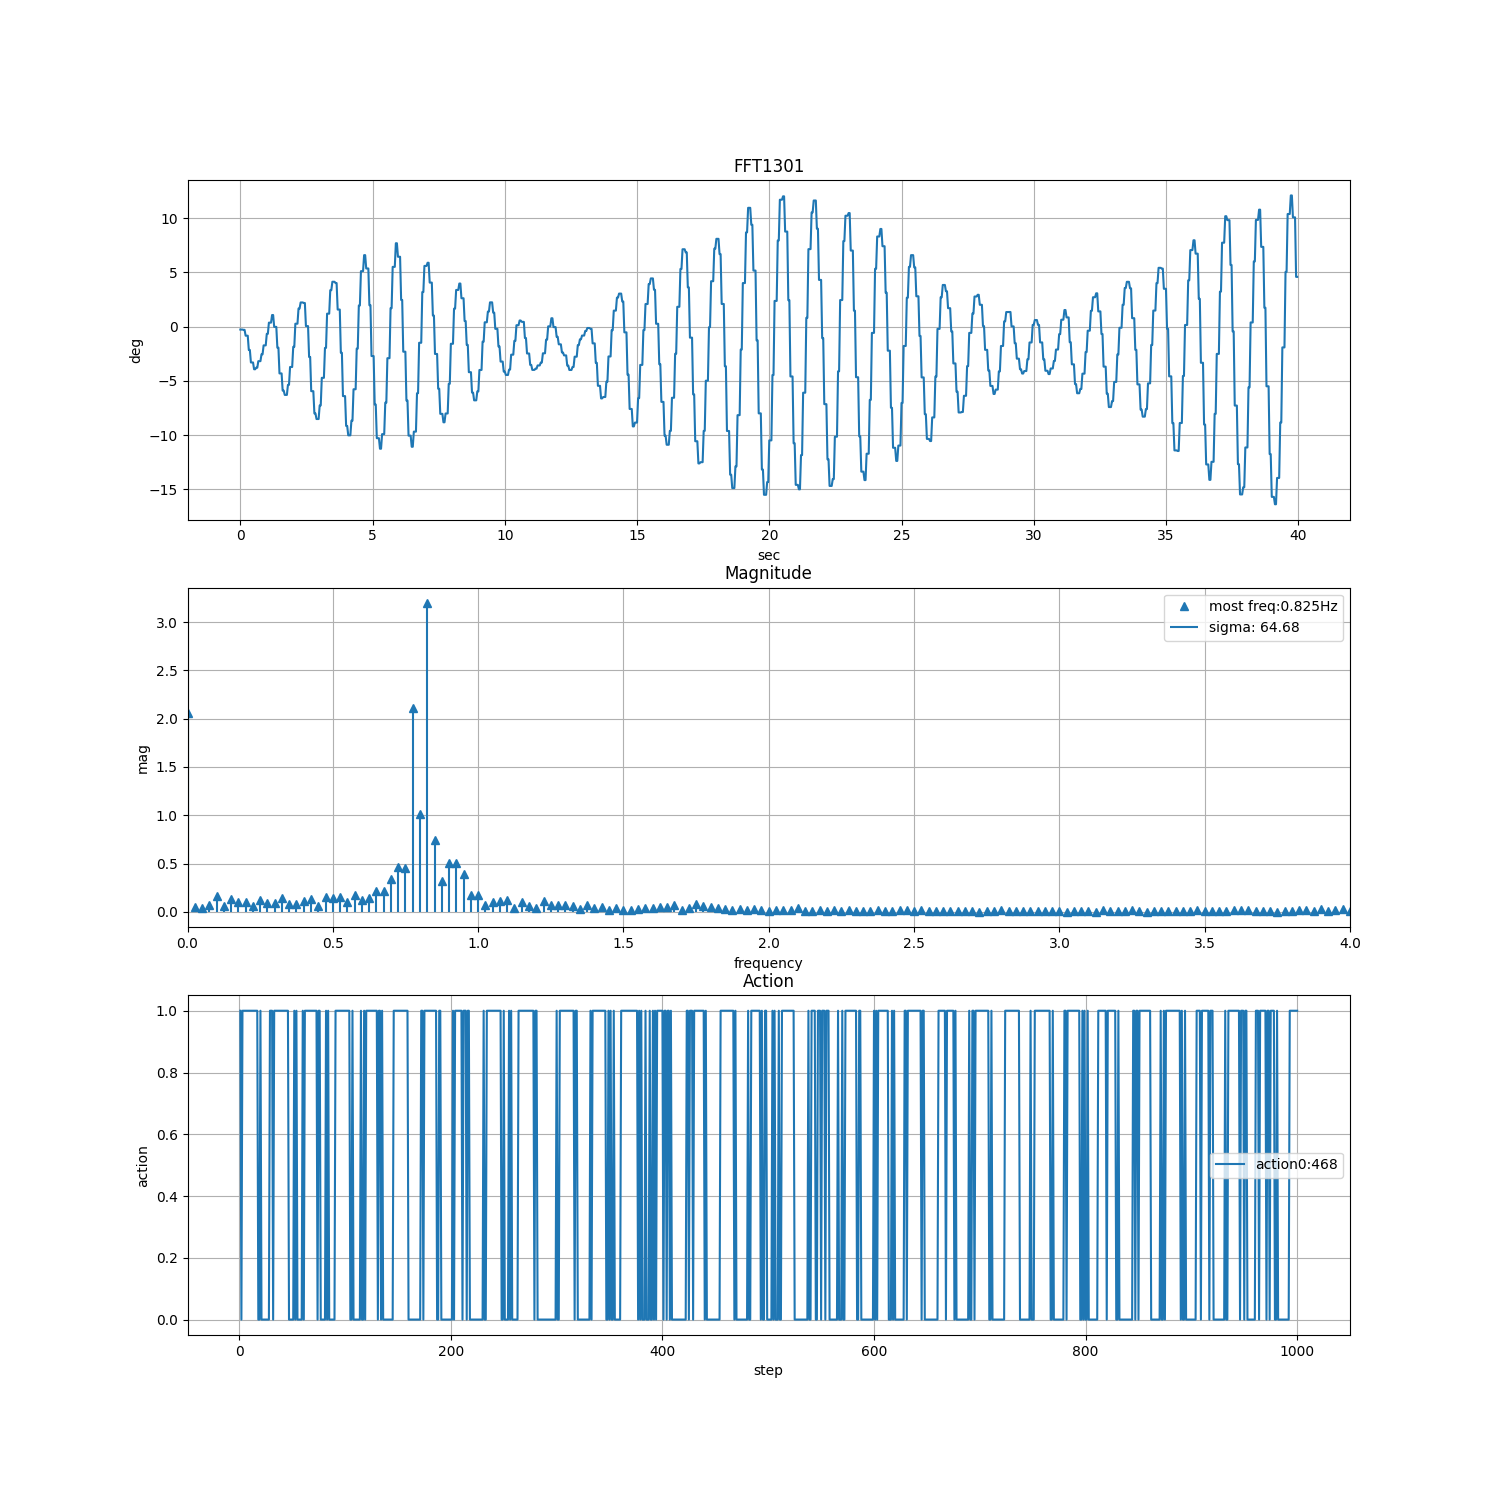 FFT1301
10
5
0
−5
−10
−15
deg
0 5 10 15 20 25 30 35 40
sec
Magnitude
most freq:0.825Hz
sigma: 64.68
3.0
2.5
2.0
1.5
1.0
0.5
0.0
mag
0.0 0.5 1.0 1.5 2.0 2.5 3.0 3.5 4.0
frequency
Action
1.0
0.8
0.6
0.4
0.2
0.0
action
action0:468
0 200 400 600 800 1000
step